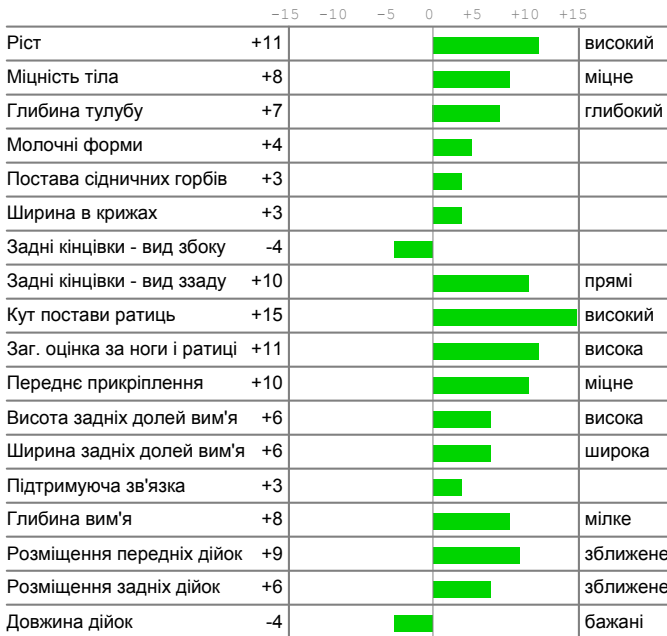 -15 -10 -5 0 +5 +10 +15
Ріст +11 високий
Міцність тіла +8 міцне
Глибина тулубу +7 глибокий
Молочні форми +4
Постава сідничних горбів +3
Ширина в крижах +3
Задні кінцівки - вид збоку -4
Задні кінцівки - вид ззаду +10 прямі
Кут постави ратиць +15 високий
Заг. оцінка за ноги і ратиці +11 висока
Переднє прикріплення +10 міцне
Висота задніх долей вим'я +6 висока
Ширина задніх долей вим'я +6 широка
Підтримуюча зв'язка +3
Глибина вим'я +8 мілке
Розміщення передніх дійок +9 зближене
Розміщення задніх дійок +6 зближене
Довжина дійок -4 бажані